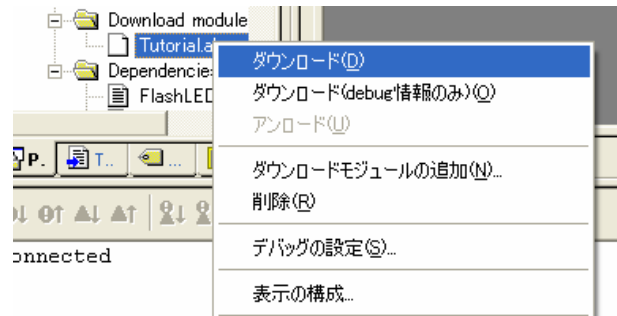 Download module
Tutorial.a
Dependencie
FlashLED
P.
T..
...
onnected
ダウンロード(D)
ダウンロード(debug情報のみ)(O)
アンロード(U)
ダウンロードモジュールの追加(N)...
削除(R)
デバッグの設定(S)...
表示の構成...